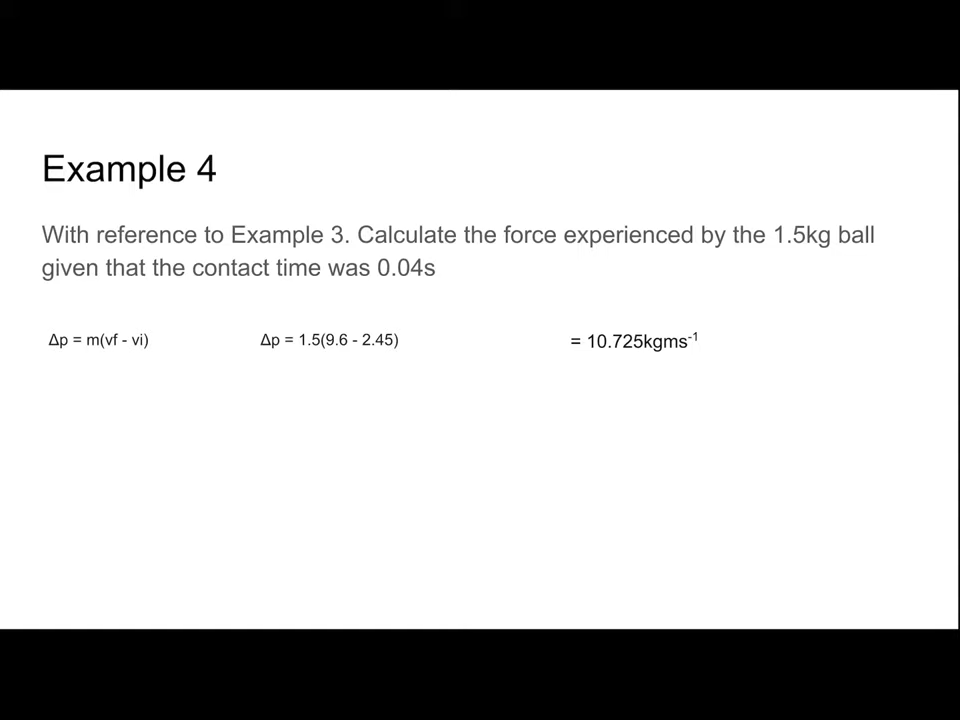 Example 4
With reference to Example 3. Calculate the force experienced by the 1.5kg ball
given that the contact time was 0.04s
Δp = m(vf - vi) Δp = 1.5(9.6 - 2.45) = 10.725kgms⁻¹